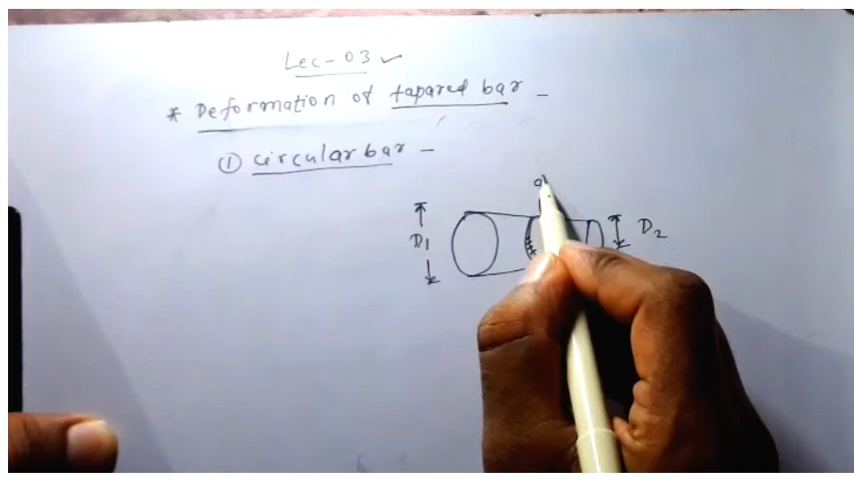 Lec-03 ✓
* Deformation of tapared bar -
① circular bar -
D1
D2